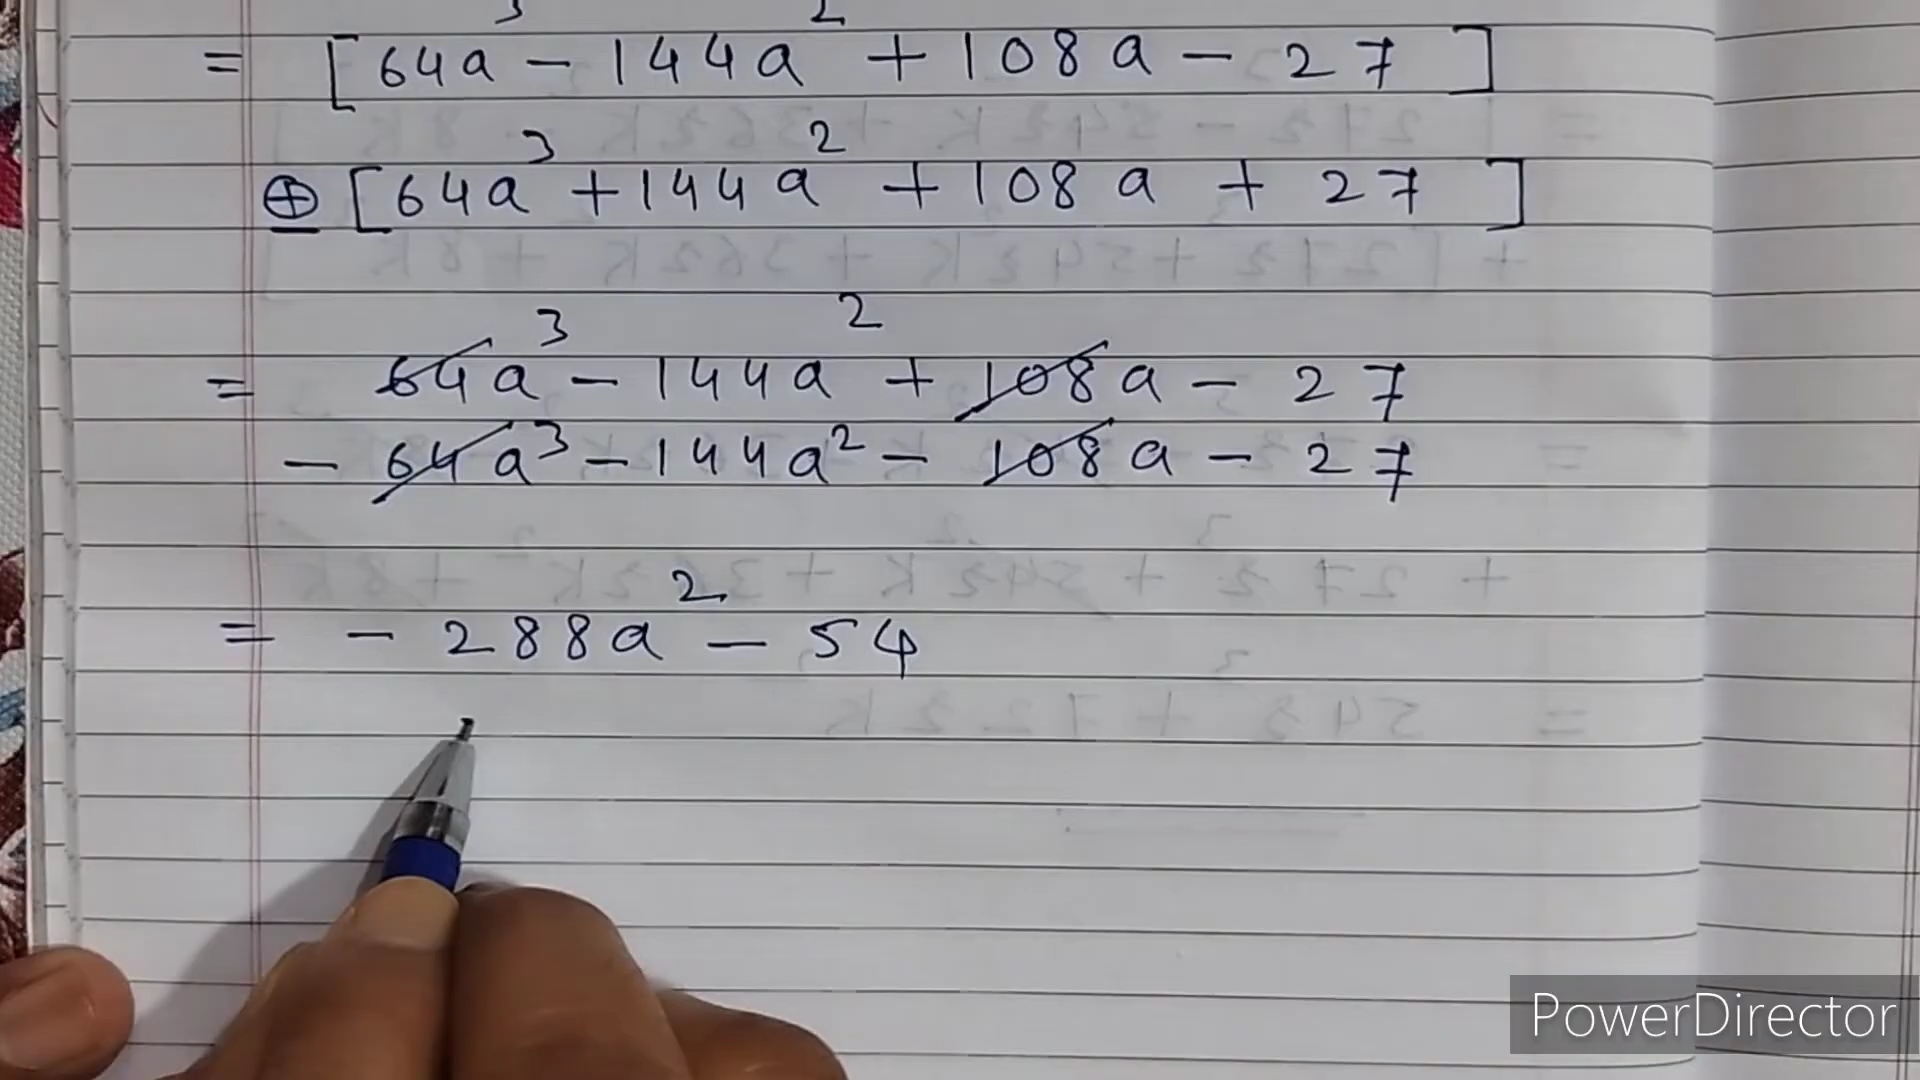 = [64a³ - 144a² + 108a - 27]
⊕ [64a³ + 144a² + 108a + 27]
= 64a³ - 144a² + 108a - 27
- 64a³ - 144a² - 108a - 27
= - 288a² - 54
PowerDirector